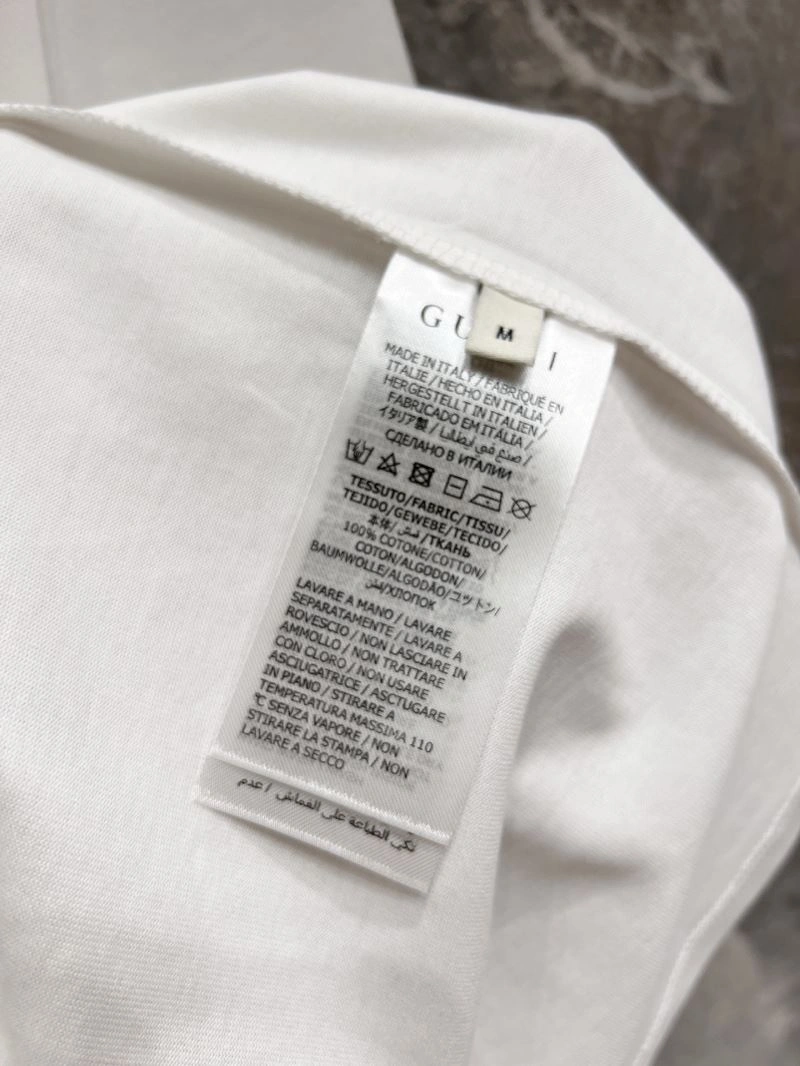 GU I
M
MADE IN ITALY / FABRIQUÉ EN
ITALIE / HECHO EN ITALIA /
HERGESTELLT IN ITALIEN /
FABRICADO EM ITÁLIA /
イタリア製 / صنع في ايطاليا /
СДЕЛАНО В ИТАЛИИ
TESSUTO/FABRIC/TISSU/
TEJIDO/GEWEBE/TECIDO/
本体/قماش/ТКАНЬ
100% COTONE/COTTON/
COTON/ALGODON/
BAUMWOLLE/ALGODÃO/コットン/
قطن/ХЛОПОК
LAVARE A MANO / LAVARE
SEPARATAMENTE / LAVARE A
ROVESCIO / NON LASCIARE IN
AMMOLLO / NON TRATTARE
CON CLORO / NON USARE
ASCIUGATRICE / ASCTUGARE
IN PIANO / STIRARE A
TEMPERATURA MASSIMA 110
℃ SENZA VAPORE / NON
STIRARE LA STAMPA / NON
LAVARE A SECCO
تكي الطباعة على القماش / عدم